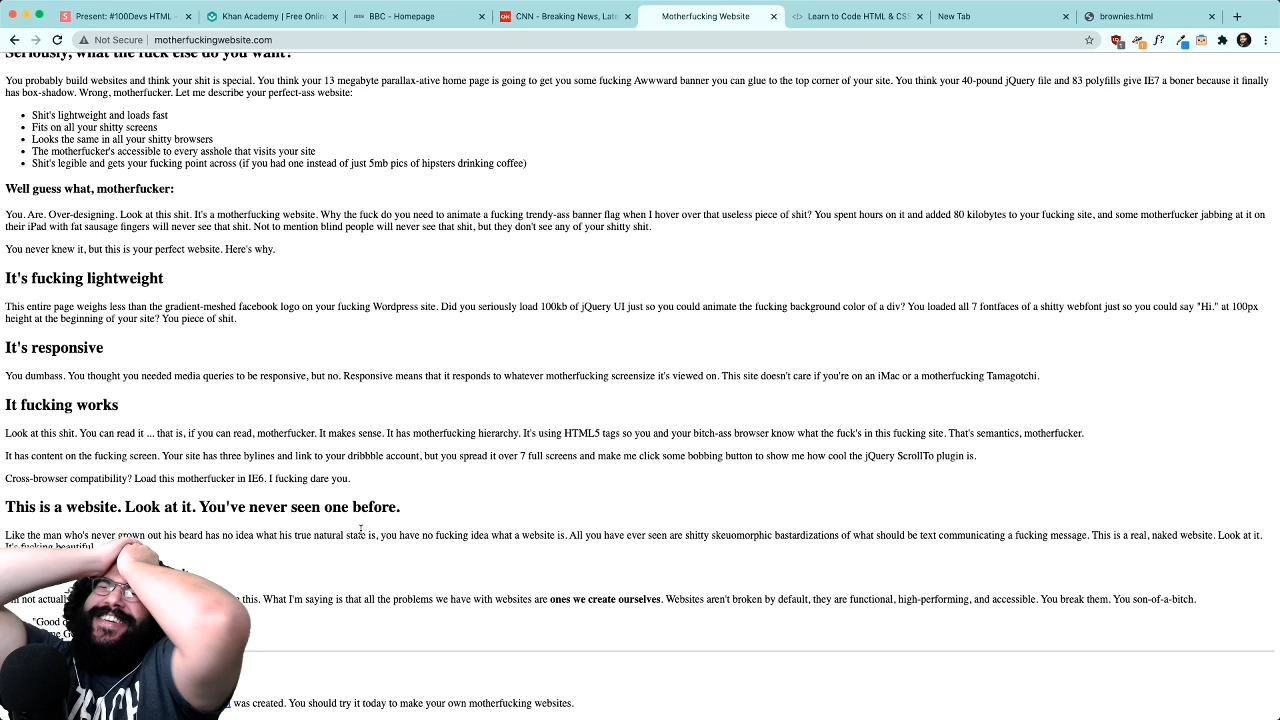 Present: #100Devs HTML -
Khan Academy | Free Onlin
BBC - Homepage
CNN - Breaking News, Late
Motherfucking Website
Learn to Code HTML & CSS
New Tab
brownies.html
Not Secure
motherfuckingwebsite.com
Seriously, what the fuck else do you want?
You probably build websites and think your shit is special. You think your 13 megabyte parallax-ative home page is going to get you some fucking Awwward banner you can glue to the top corner of your site. You think your 40-pound jQuery file and 83 polyfills give IE7 a boner because it finally
has box-shadow. Wrong, motherfucker. Let me describe your perfect-ass website:
Shit's lightweight and loads fast
Fits on all your shitty screens
Looks the same in all your shitty browsers
The motherfucker's accessible to every asshole that visits your site
Shit's legible and gets your fucking point across (if you had one instead of just 5mb pics of hipsters drinking coffee)
Well guess what, motherfucker:
You. Are. Over-designing. Look at this shit. It's a motherfucking website. Why the fuck do you need to animate a fucking trendy-ass banner flag when I hover over that useless piece of shit? You spent hours on it and added 80 kilobytes to your fucking site, and some motherfucker jabbing at it on
their iPad with fat sausage fingers will never see that shit. Not to mention blind people will never see that shit, but they don't see any of your shitty shit.
You never knew it, but this is your perfect website. Here's why.
It's fucking lightweight
This entire page weighs less than the gradient-meshed facebook logo on your fucking Wordpress site. Did you seriously load 100kb of jQuery UI just so you could animate the fucking background color of a div? You loaded all 7 fontfaces of a shitty webfont just so you could say "Hi." at 100px
height at the beginning of your site? You piece of shit.
It's responsive
You dumbass. You thought you needed media queries to be responsive, but no. Responsive means that it responds to whatever motherfucking screensize it's viewed on. This site doesn't care if you're on an iMac or a motherfucking Tamagotchi.
It fucking works
Look at this shit. You can read it ... that is, if you can read, motherfucker. It makes sense. It has motherfucking hierarchy. It's using HTML5 tags so you and your bitch-ass browser know what the fuck's in this fucking site. That's semantics, motherfucker.
It has content on the fucking screen. Your site has three bylines and link to your dribbble account, but you spread it over 7 full screens and make me click some bobbing button to show me how cool the jQuery ScrollTo plugin is.
Cross-browser compatibility? Load this motherfucker in IE6. I fucking dare you.
This is a website. Look at it. You've never seen one before.
Like the man who's never grown out his beard has no idea what his true natural state is, you have no fucking idea what a website is. All you have ever seen are shitty skeuomorphic bastardizations of what should be text communicating a fucking message. This is a real, naked website. Look at it.
It's fucking beautiful.
not actually this. What I'm saying is that all the problems we have with websites are ones we create ourselves. Websites aren't broken by default, they are functional, high-performing, and accessible. You break them. You son-of-a-bitch.
"Good
was created. You should try it today to make your own motherfucking websites.